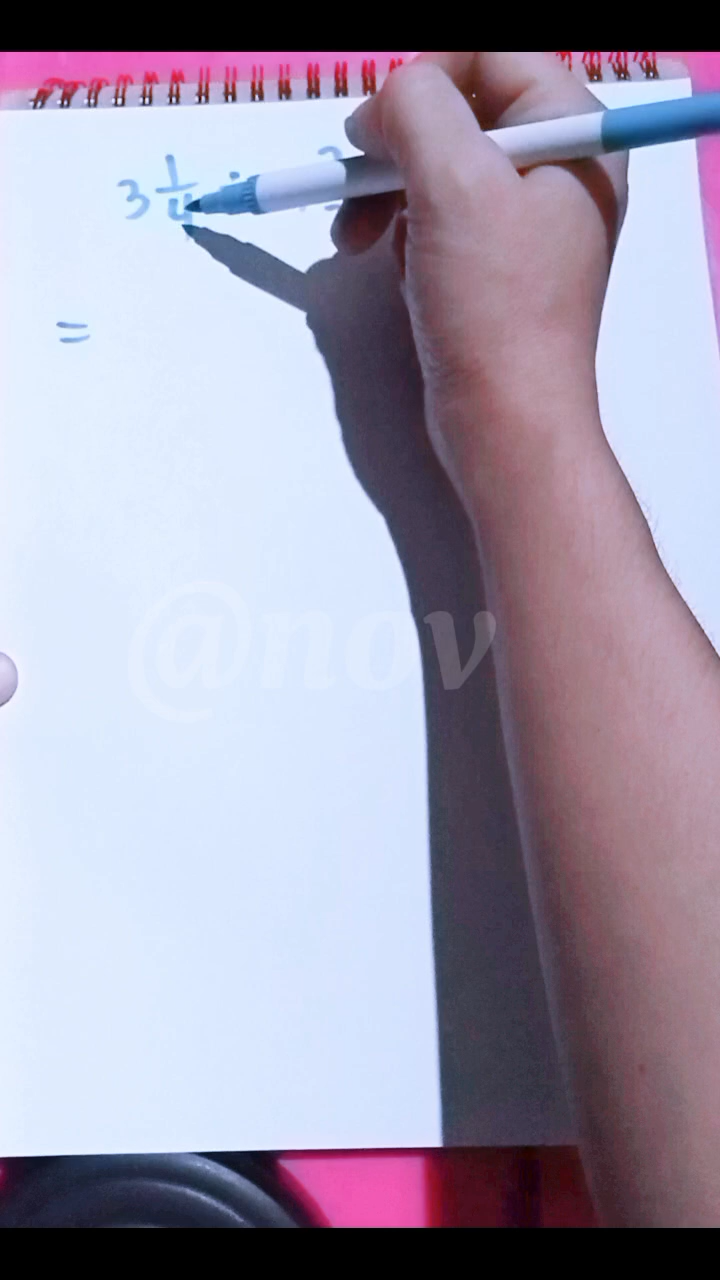 3 1/4 ÷
=
@nov